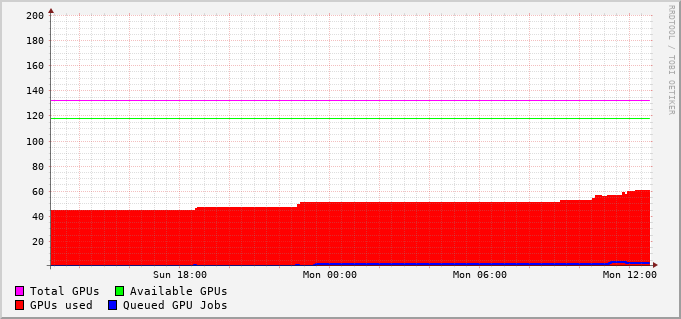 200
180
160
140
120
100
80
60
40
20
Sun 18:00 Mon 00:00 Mon 06:00 Mon 12:00
Total GPUs Available GPUs
GPUs used Queued GPU Jobs
RRDTOOL / TOBI OETIKER